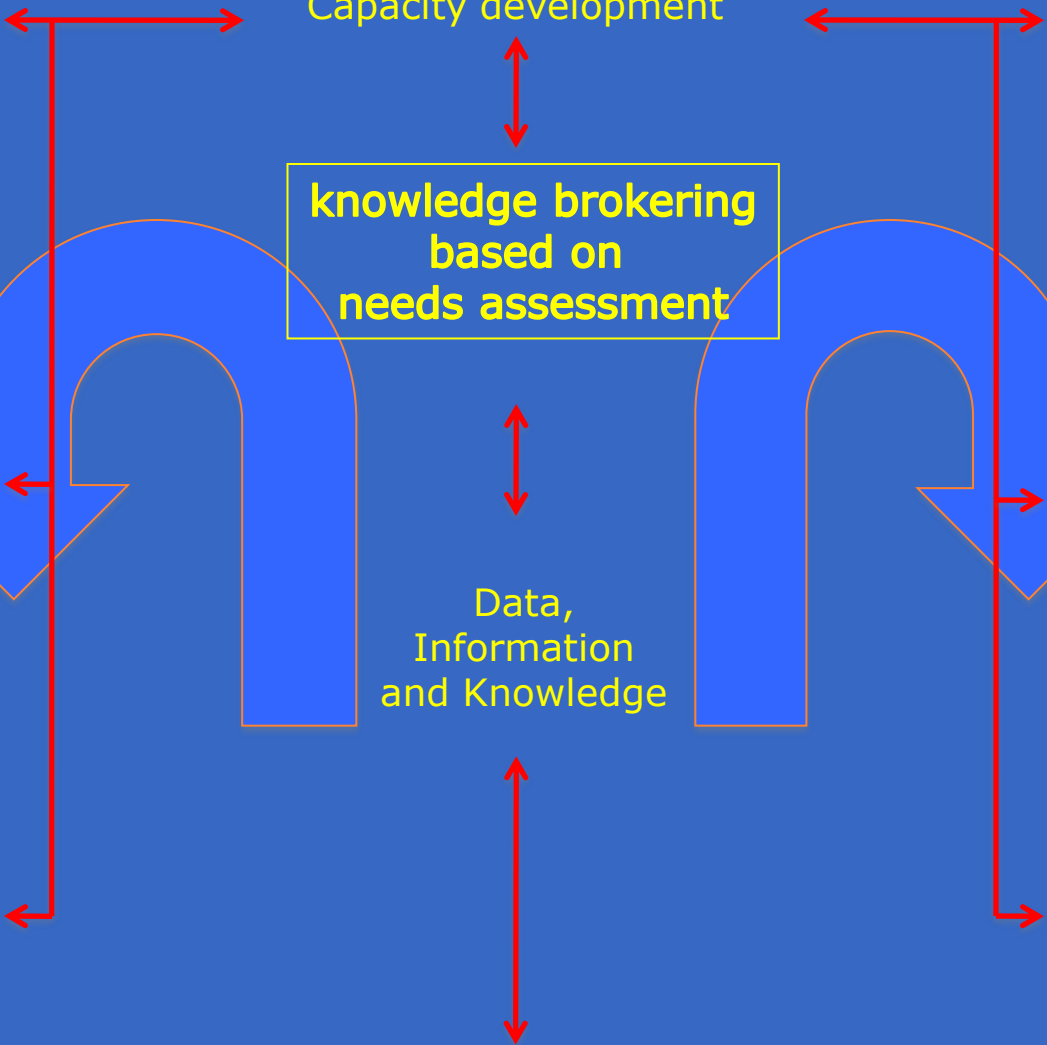 Capacity development
knowledge brokering
based on
needs assessment
Data,
Information
and Knowledge